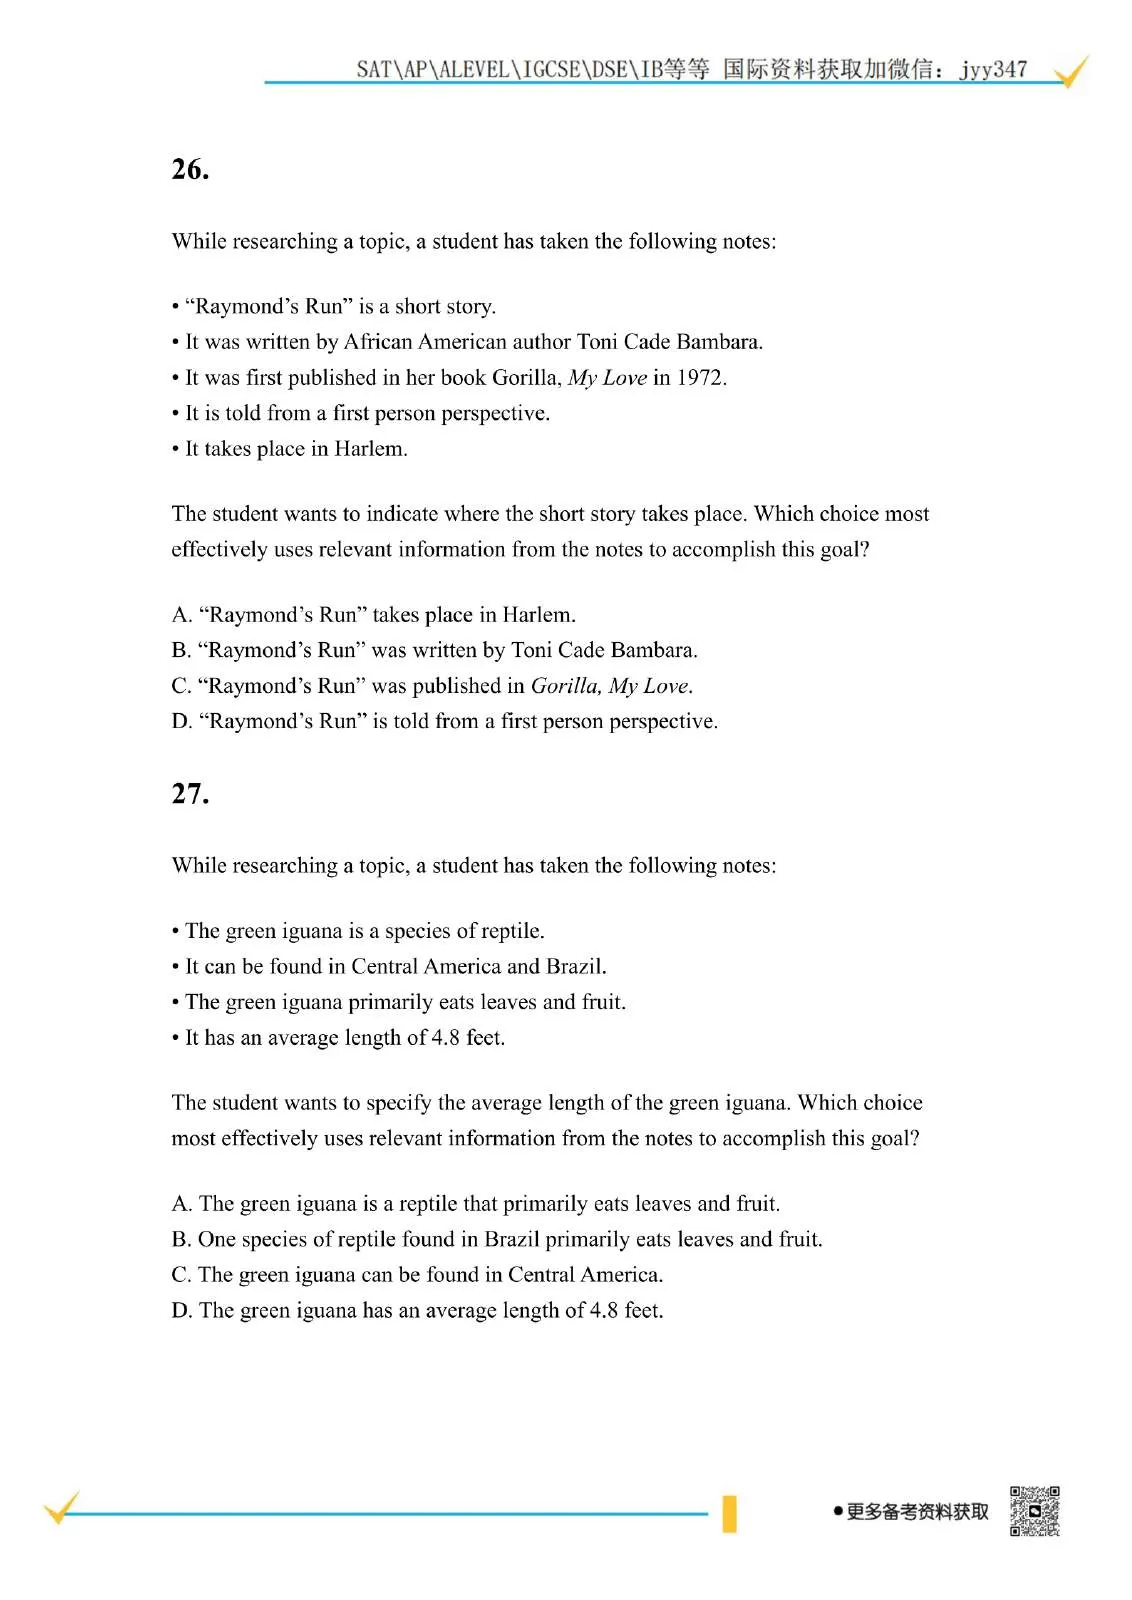 SAT\AP\ALEVEL\IGCSE\DSE\IB等等 国际资料获取加微信：jyy347
26.
While researching a topic, a student has taken the following notes:
• “Raymond’s Run” is a short story.
• It was written by African American author Toni Cade Bambara.
• It was first published in her book Gorilla, My Love in 1972.
• It is told from a first person perspective.
• It takes place in Harlem.
The student wants to indicate where the short story takes place. Which choice most
effectively uses relevant information from the notes to accomplish this goal?
A. “Raymond’s Run” takes place in Harlem.
B. “Raymond’s Run” was written by Toni Cade Bambara.
C. “Raymond’s Run” was published in Gorilla, My Love.
D. “Raymond’s Run” is told from a first person perspective.
27.
While researching a topic, a student has taken the following notes:
• The green iguana is a species of reptile.
• It can be found in Central America and Brazil.
• The green iguana primarily eats leaves and fruit.
• It has an average length of 4.8 feet.
The student wants to specify the average length of the green iguana. Which choice
most effectively uses relevant information from the notes to accomplish this goal?
A. The green iguana is a reptile that primarily eats leaves and fruit.
B. One species of reptile found in Brazil primarily eats leaves and fruit.
C. The green iguana can be found in Central America.
D. The green iguana has an average length of 4.8 feet.
•更多备考资料获取